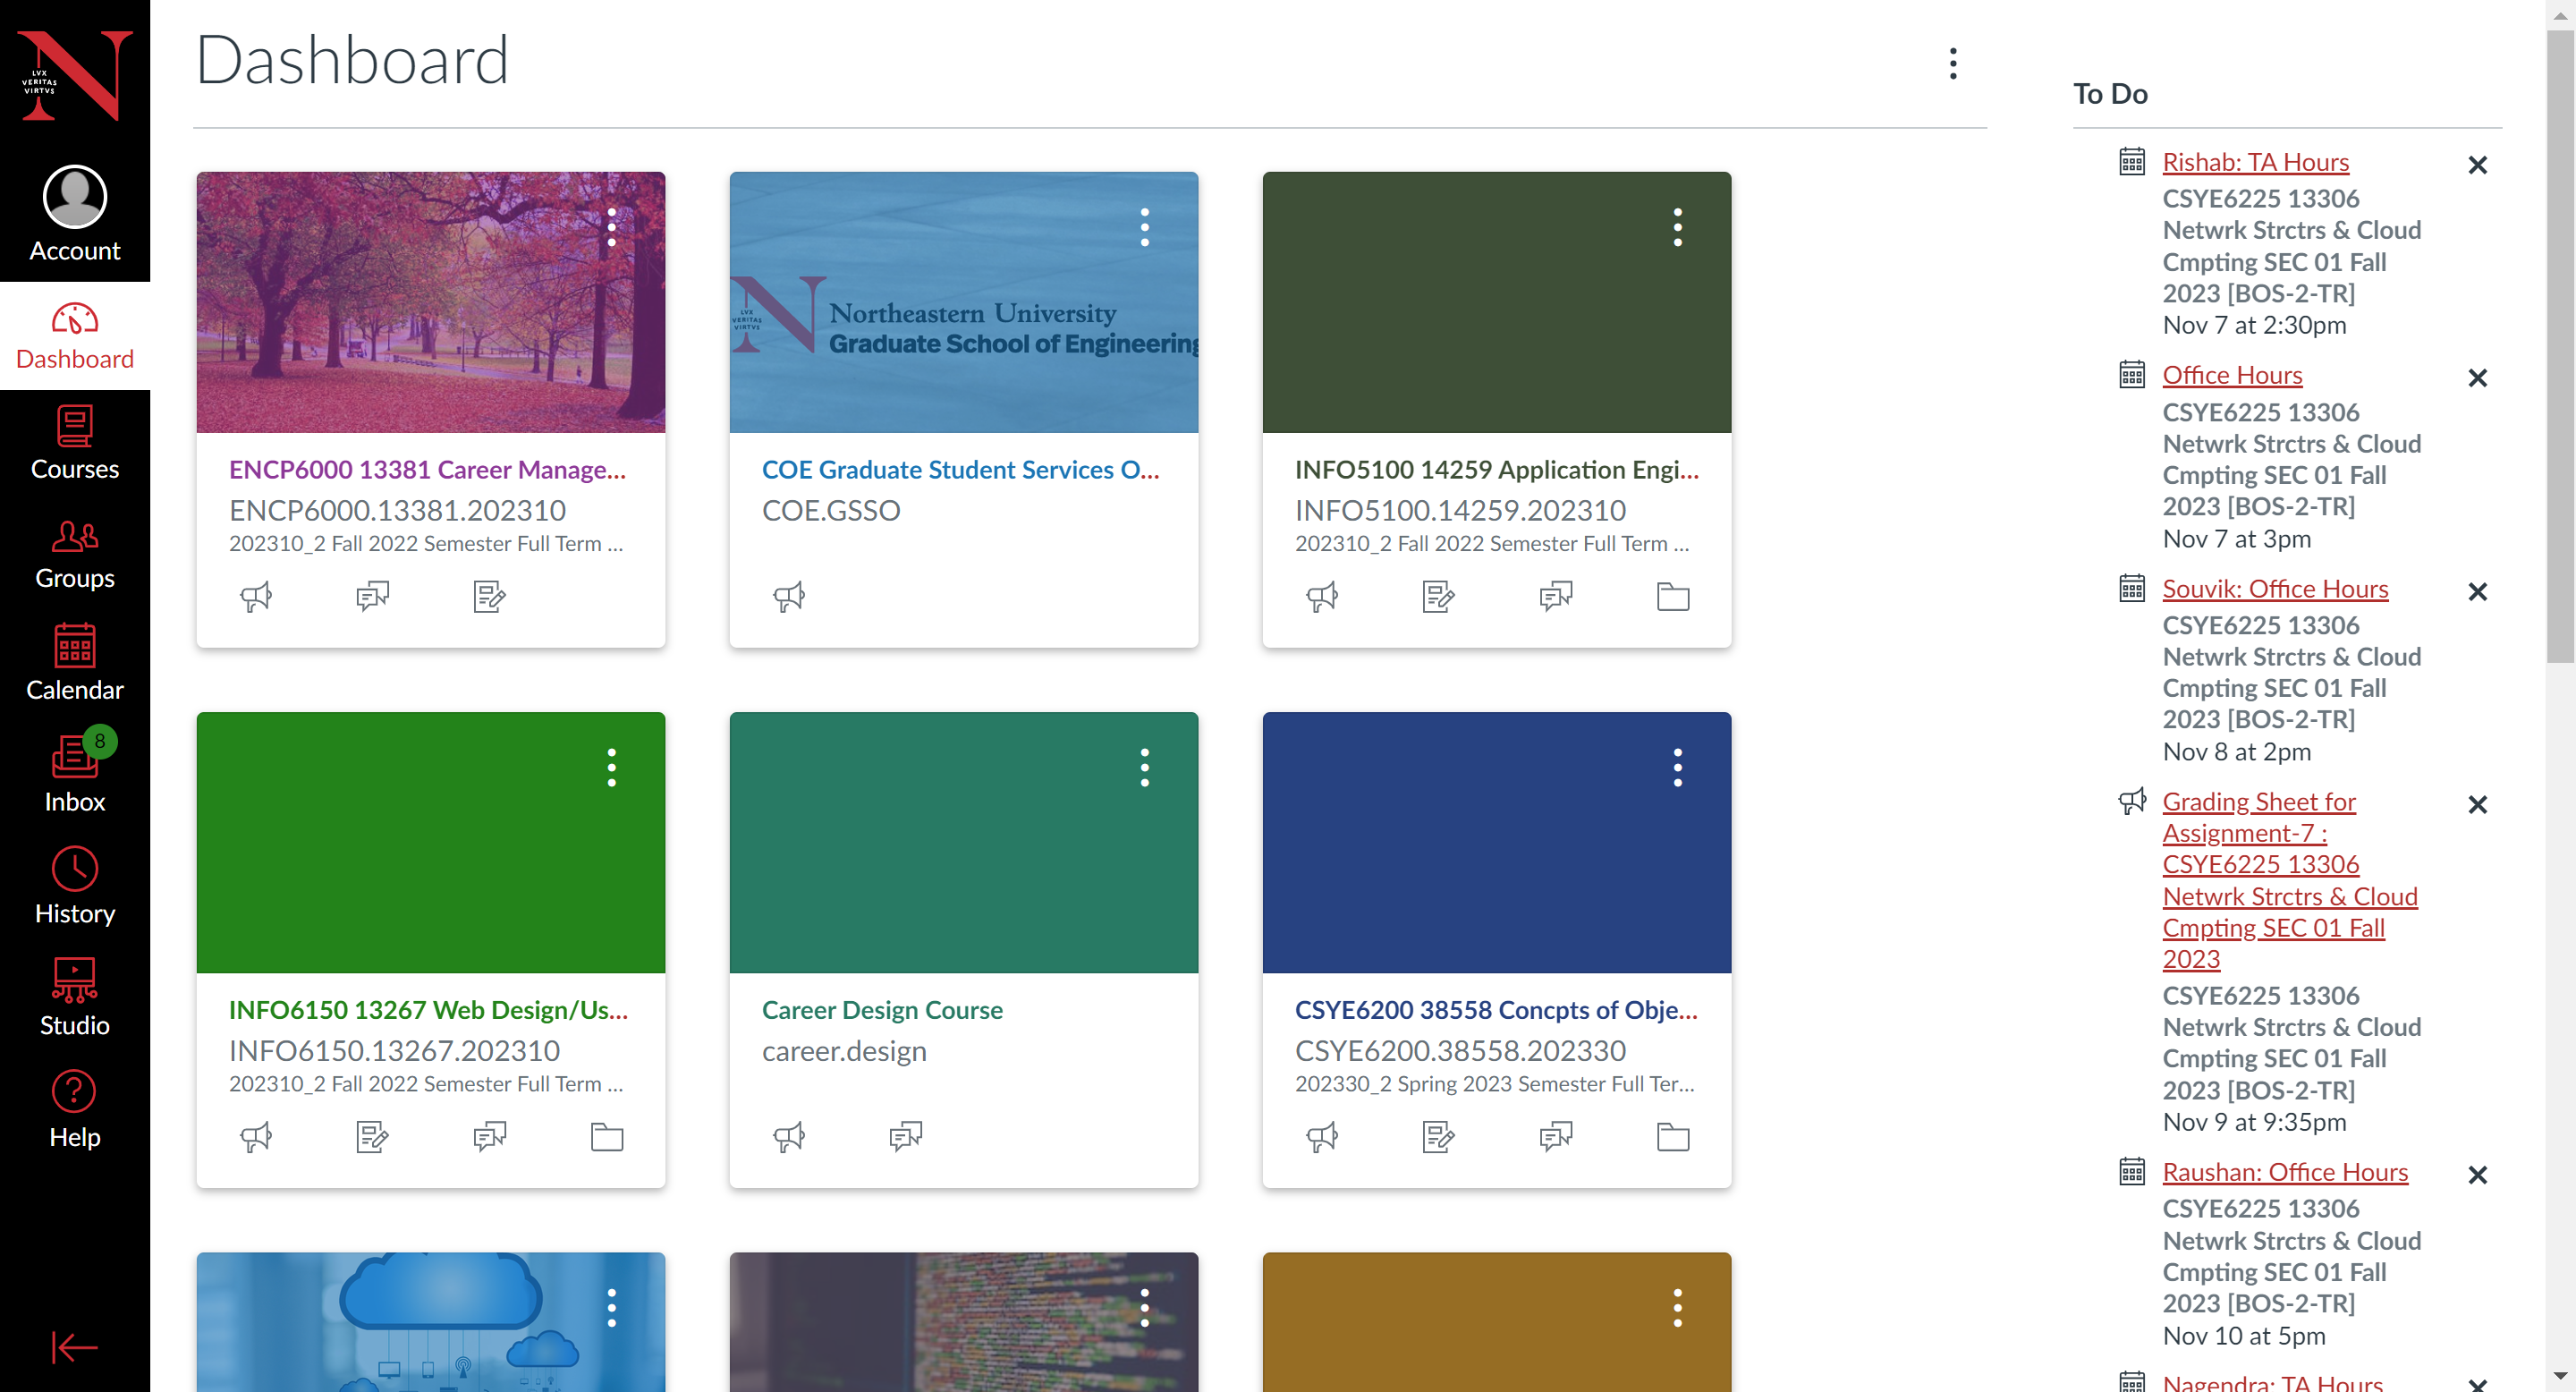 LVX
VERITAS
VIRTVS
Account
Dashboard
Courses
Groups
Calendar
8
Inbox
History
Studio
Help
Dashboard
LVX
VERITAS
VIRTVS
Northeastern University
Graduate School of Engineering
ENCP6000 13381 Career Manage...
ENCP6000.13381.202310
202310_2 Fall 2022 Semester Full Term ...
COE Graduate Student Services O...
COE.GSSO
INFO5100 14259 Application Engi...
INFO5100.14259.202310
202310_2 Fall 2022 Semester Full Term ...
INFO6150 13267 Web Design/Us...
INFO6150.13267.202310
202310_2 Fall 2022 Semester Full Term ...
Career Design Course
career.design
CSYE6200 38558 Concpts of Obje...
CSYE6200.38558.202330
202330_2 Spring 2023 Semester Full Ter...
To Do
Rishab: TA Hours
CSYE6225 13306
Netwrk Strctrs & Cloud
Cmpting SEC 01 Fall
2023 [BOS-2-TR]
Nov 7 at 2:30pm
Office Hours
CSYE6225 13306
Netwrk Strctrs & Cloud
Cmpting SEC 01 Fall
2023 [BOS-2-TR]
Nov 7 at 3pm
Souvik: Office Hours
CSYE6225 13306
Netwrk Strctrs & Cloud
Cmpting SEC 01 Fall
2023 [BOS-2-TR]
Nov 8 at 2pm
Grading Sheet for
Assignment-7 :
CSYE6225 13306
Netwrk Strctrs & Cloud
Cmpting SEC 01 Fall
2023
CSYE6225 13306
Netwrk Strctrs & Cloud
Cmpting SEC 01 Fall
2023 [BOS-2-TR]
Nov 9 at 9:35pm
Raushan: Office Hours
CSYE6225 13306
Netwrk Strctrs & Cloud
Cmpting SEC 01 Fall
2023 [BOS-2-TR]
Nov 10 at 5pm
Nagendra: TA Hours